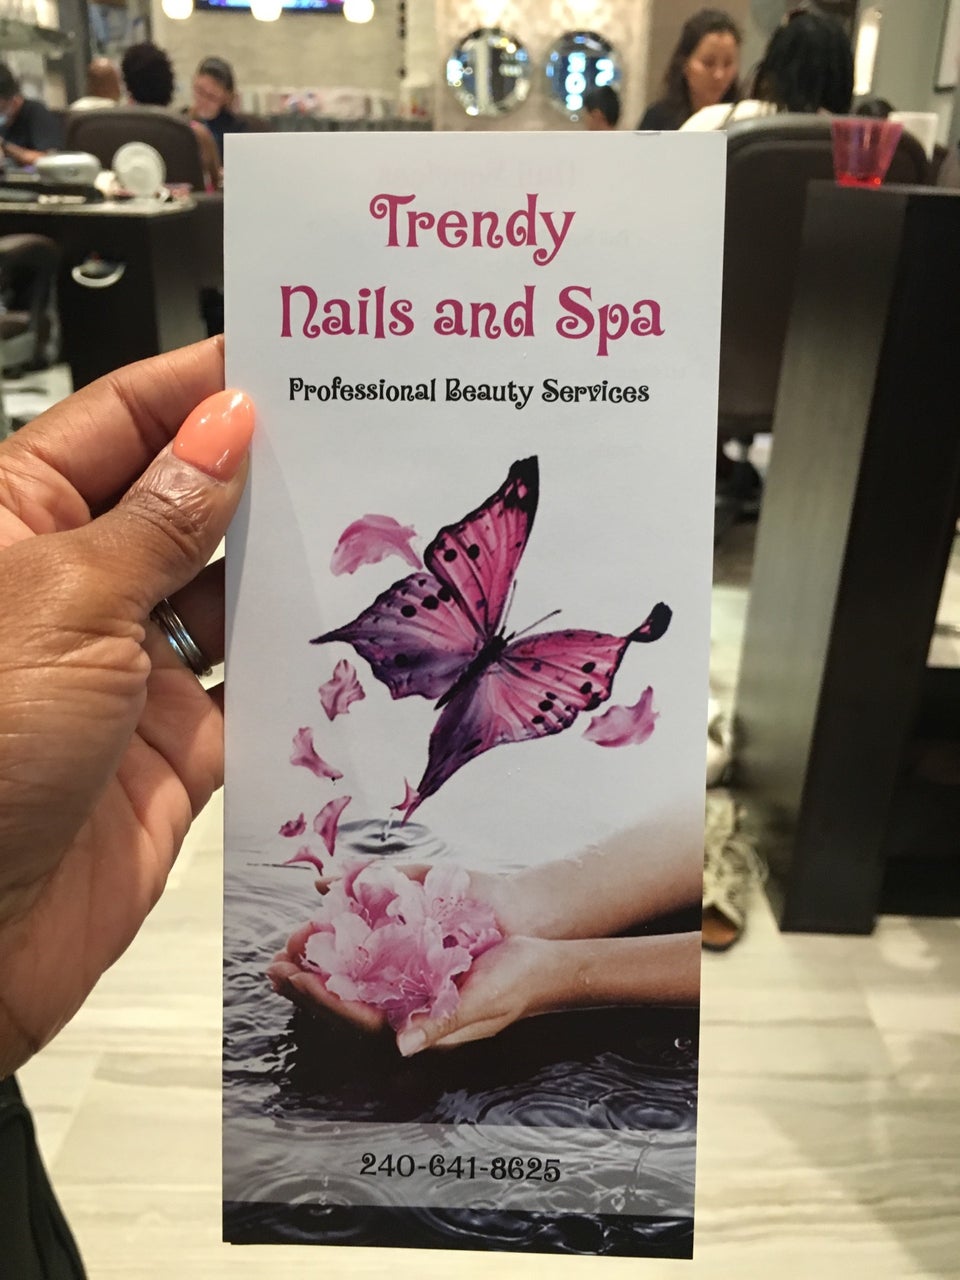 Trendy
Nails and Spa
Professional Beauty Services
240-641-8625